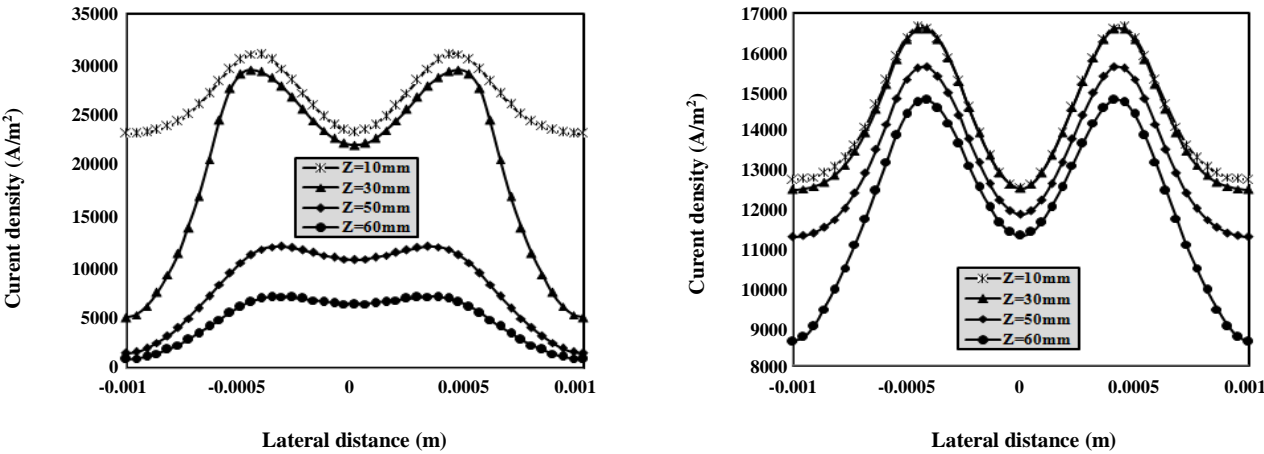 35000
30000
25000
20000
15000
10000
5000
0
Curent density (A/m2)
Z=10mm
Z=30mm
Z=50mm
Z=60mm
-0.001 -0.0005 0 0.0005 0.001
Lateral distance (m)
17000
16000
15000
14000
13000
12000
11000
10000
9000
8000
Curent density (A/m2)
Z=10mm
Z=30mm
Z=50mm
Z=60mm
-0.001 -0.0005 0 0.0005 0.001
Lateral distance (m)